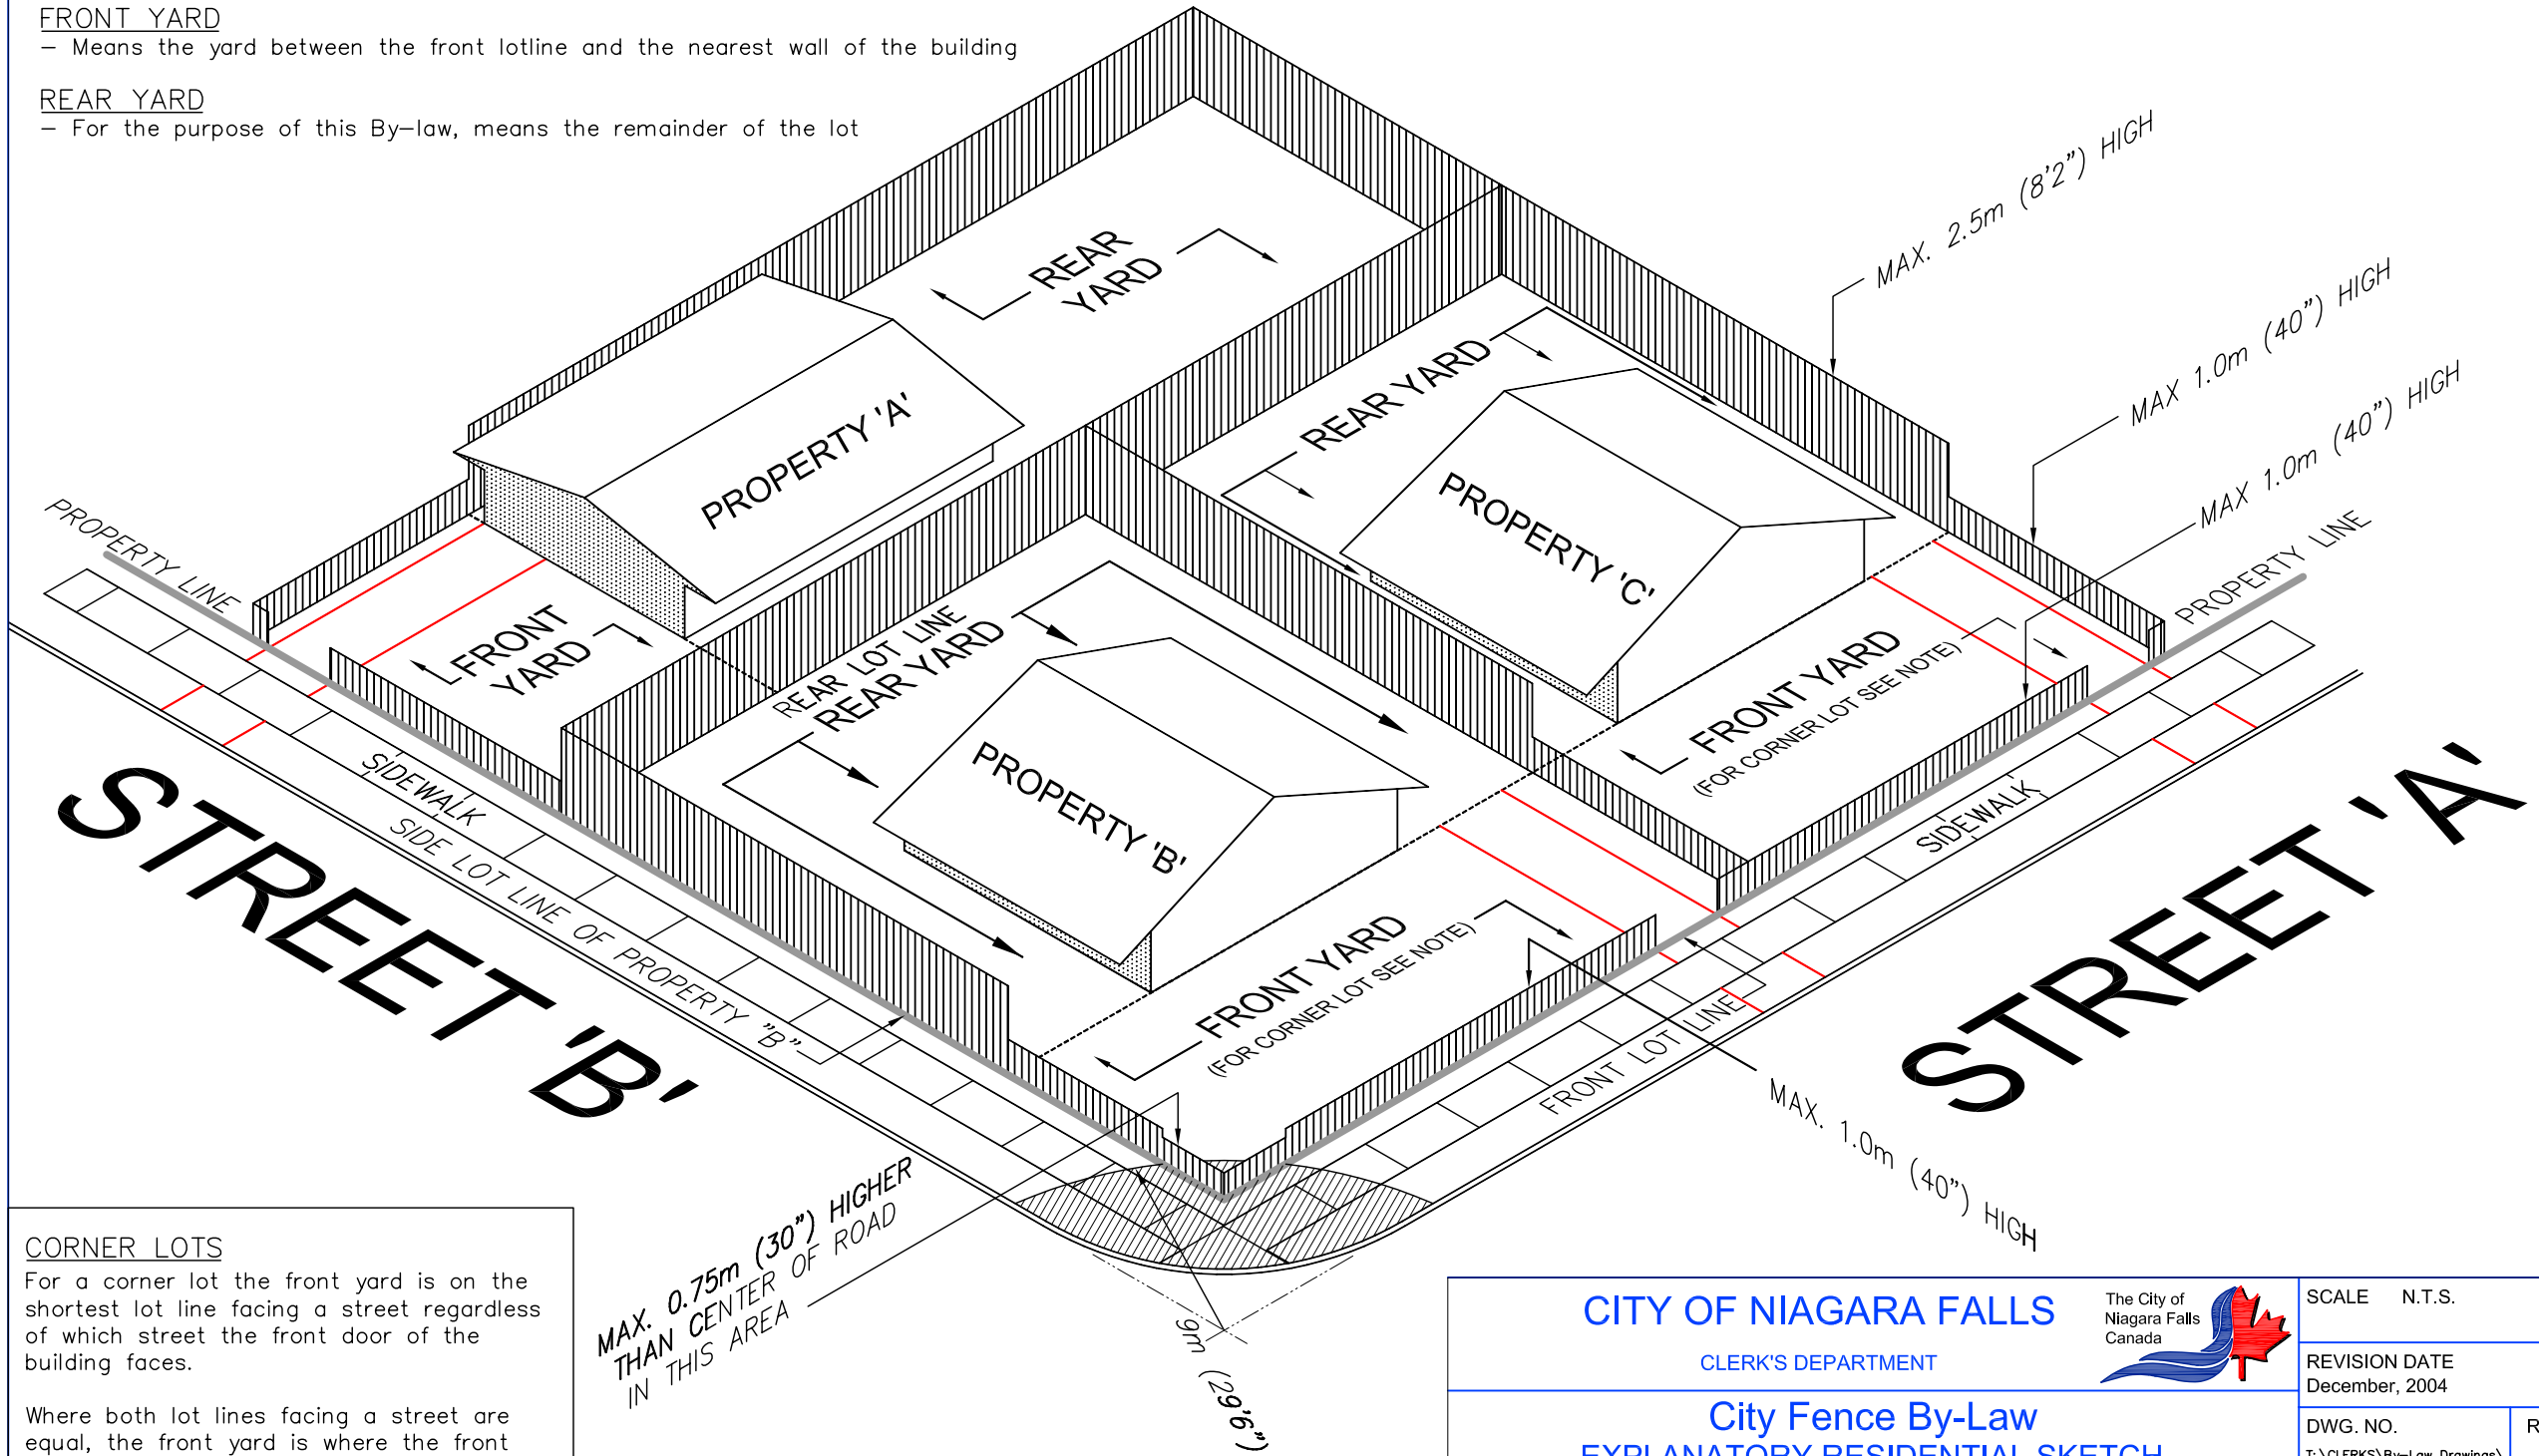 FRONT YARD
– Means the yard between the front lotline and the nearest wall of the building
REAR YARD
– For the purpose of this By–law, means the remainder of the lot
MAX. 2.5m (8'2") HIGH
MAX 1.0m (40") HIGH
MAX 1.0m (40") HIGH
PROPERTY LINE
REAR
YARD
REAR YARD
PROPERTY 'A'
PROPERTY 'C'
PROPERTY LINE
FRONT
YARD
REAR LOT LINE
REAR YARD
FRONT YARD
(FOR CORNER LOT SEE NOTE)
PROPERTY 'B'
SIDEWALK
SIDE LOT LINE OF PROPERTY "B"
SIDEWALK
STREET 'B'
STREET 'A'
FRONT YARD
(FOR CORNER LOT SEE NOTE)
FRONT LOT LINE
MAX. 1.0m (40") HIGH
MAX. 0.75m (30") HIGHER
THAN CENTER OF ROAD
IN THIS AREA
9m (29'6")
CORNER LOTS
For a corner lot the front yard is on the
shortest lot line facing a street regardless
of which street the front door of the
building faces.
Where both lot lines facing a street are
equal, the front yard is where the front
CITY OF NIAGARA FALLS
CLERK'S DEPARTMENT
The City of
Niagara Falls
Canada
City Fence By-Law
EXPLANATORY RESIDENTIAL SKETCH
SCALE N.T.S.
REVISION DATE
December, 2004
DWG. NO.
R
T:\CLERKS\By–Law Drawings\